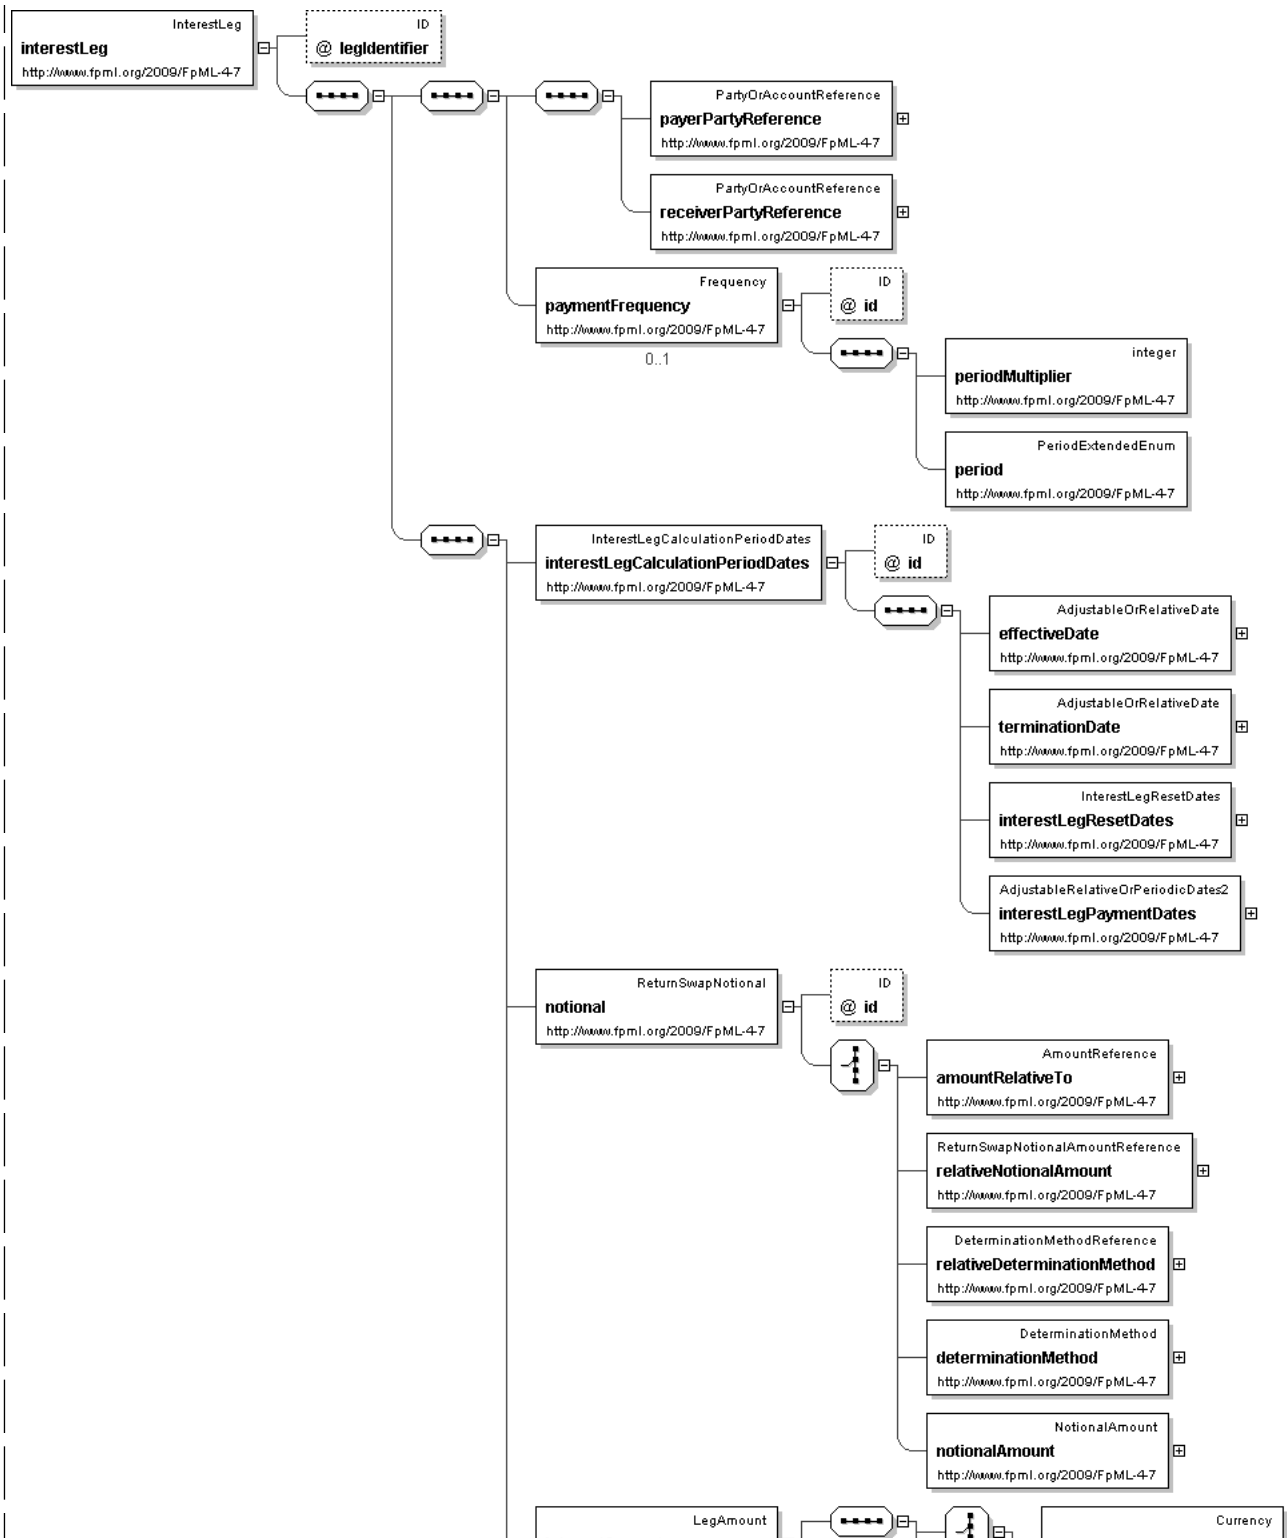 InterestLeg
interestLeg
http://www.fpml.org/2009/FpML-4-7
ID
@ legIdentifier
PartyOrAccountReference
payerPartyReference
http://www.fpml.org/2009/FpML-4-7
PartyOrAccountReference
receiverPartyReference
http://www.fpml.org/2009/FpML-4-7
Frequency
paymentFrequency
http://www.fpml.org/2009/FpML-4-7
0..1
ID
@ id
integer
periodMultiplier
http://www.fpml.org/2009/FpML-4-7
PeriodExtendedEnum
period
http://www.fpml.org/2009/FpML-4-7
InterestLegCalculationPeriodDates
interestLegCalculationPeriodDates
http://www.fpml.org/2009/FpML-4-7
ID
@ id
AdjustableOrRelativeDate
effectiveDate
http://www.fpml.org/2009/FpML-4-7
AdjustableOrRelativeDate
terminationDate
http://www.fpml.org/2009/FpML-4-7
InterestLegResetDates
interestLegResetDates
http://www.fpml.org/2009/FpML-4-7
AdjustableRelativeOrPeriodicDates2
interestLegPaymentDates
http://www.fpml.org/2009/FpML-4-7
ReturnSwapNotional
notional
http://www.fpml.org/2009/FpML-4-7
ID
@ id
AmountReference
amountRelativeTo
http://www.fpml.org/2009/FpML-4-7
ReturnSwapNotionalAmountReference
relativeNotionalAmount
http://www.fpml.org/2009/FpML-4-7
DeterminationMethodReference
relativeDeterminationMethod
http://www.fpml.org/2009/FpML-4-7
DeterminationMethod
determinationMethod
http://www.fpml.org/2009/FpML-4-7
NotionalAmount
notionalAmount
http://www.fpml.org/2009/FpML-4-7
LegAmount
Currency